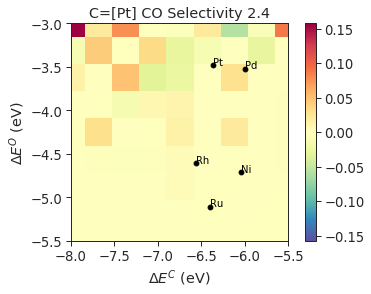 C=[Pt] CO Selectivity 2.4
−3.0
−3.5
−4.0
−4.5
−5.0
−5.5
ΔE^O (eV)
Pt
Pd
Rh
Ni
Ru
−8.0 −7.5 −7.0 −6.5 −6.0 −5.5
ΔE^C (eV)
0.15
0.10
0.05
0.00
−0.05
−0.10
−0.15